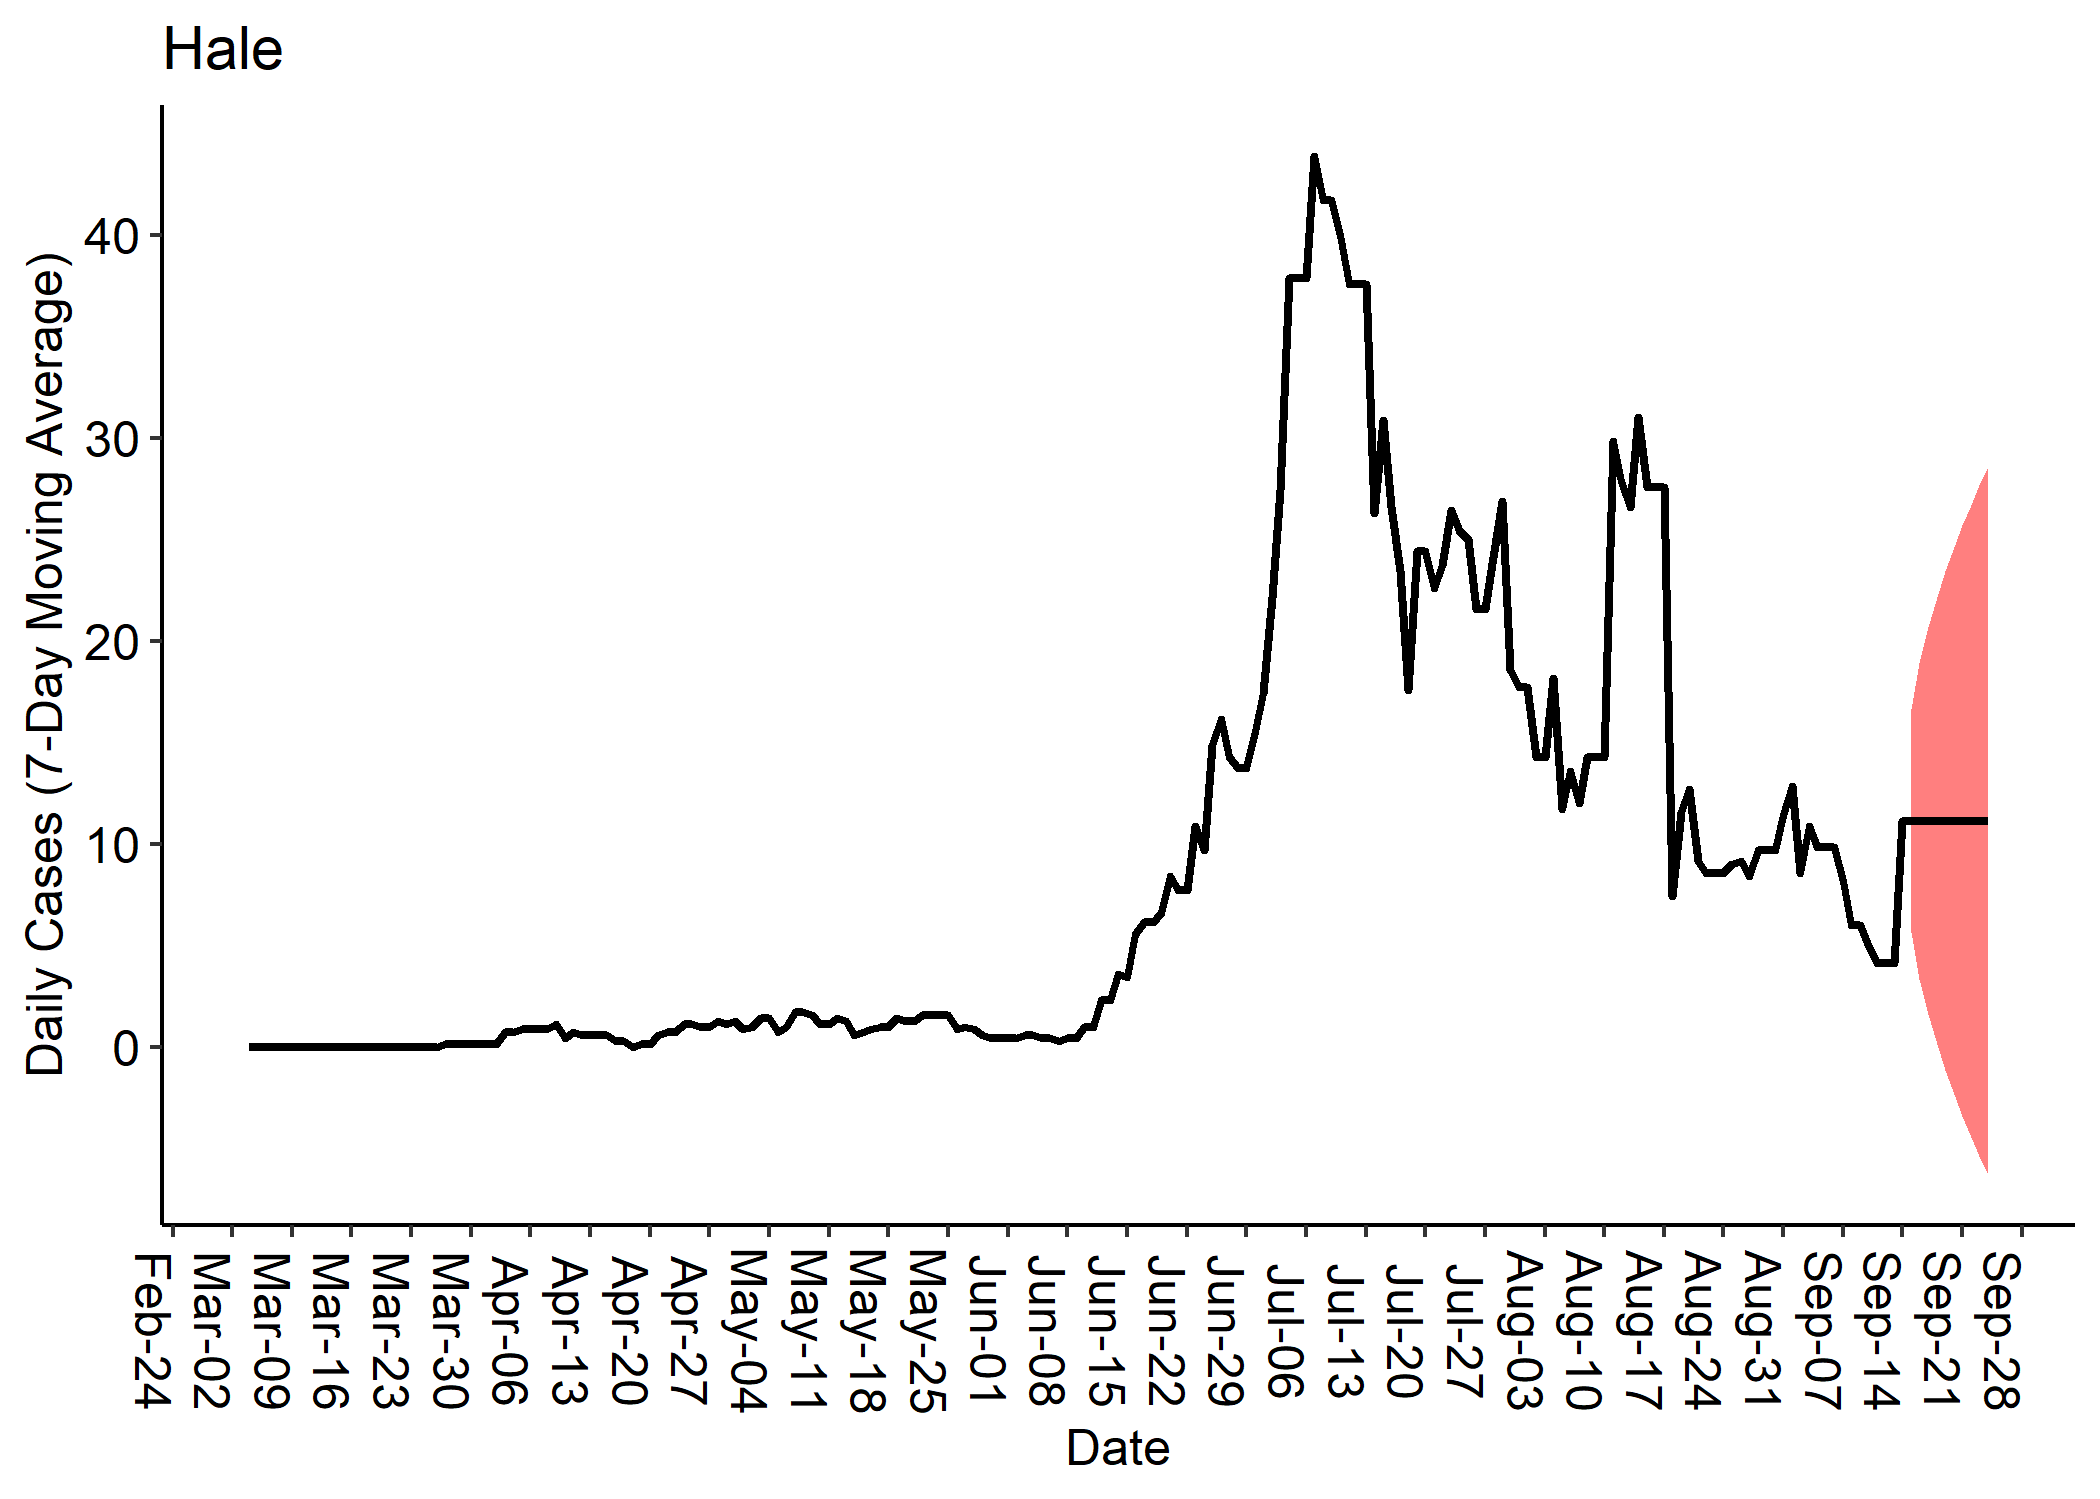 Hale
Daily Cases (7-Day Moving Average)
40
30
20
10
0
Feb-24
Mar-02
Mar-09
Mar-16
Mar-23
Mar-30
Apr-06
Apr-13
Apr-20
Apr-27
May-04
May-11
May-18
May-25
Jun-01
Jun-08
Jun-15
Jun-22
Jun-29
Jul-06
Jul-13
Jul-20
Jul-27
Aug-03
Aug-10
Aug-17
Aug-24
Aug-31
Sep-07
Sep-14
Sep-21
Sep-28
Date